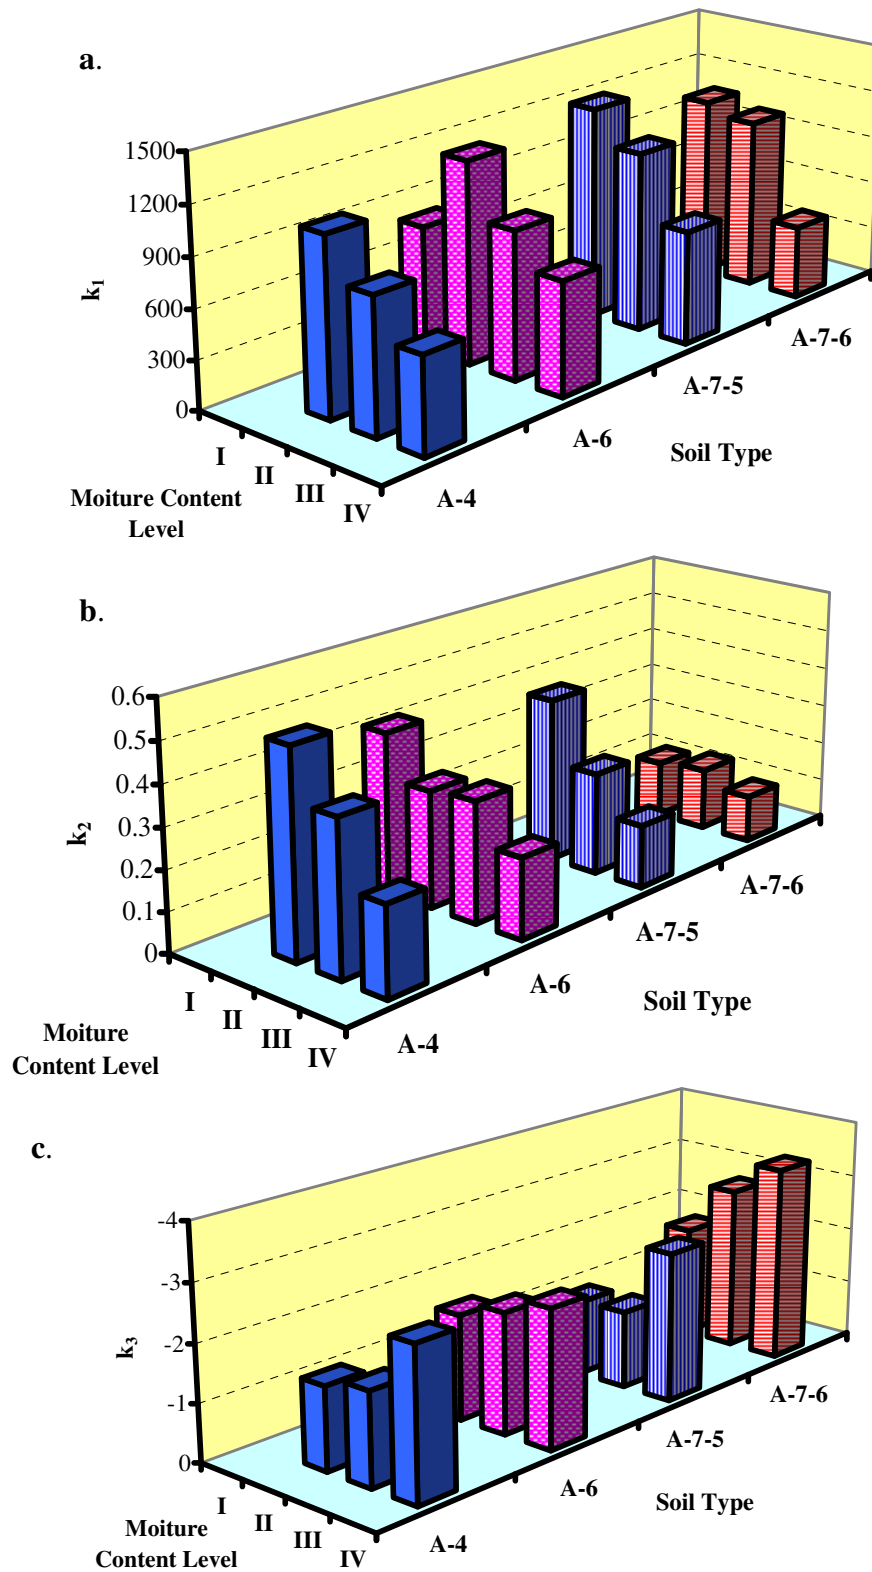 a.
1500
1200
900
600
300
0
k1
I
II
III
IV
Moiture Content
Level
A-4
A-6
A-7-5
A-7-6
Soil Type
b.
0.6
0.5
0.4
0.3
0.2
0.1
0
k2
I
II
III
IV
Moiture
Content Level
A-4
A-6
A-7-5
A-7-6
Soil Type
c.
-4
-3
-2
-1
0
k3
I
II
III
IV
Moiture
Content Level
A-4
A-6
A-7-5
A-7-6
Soil Type